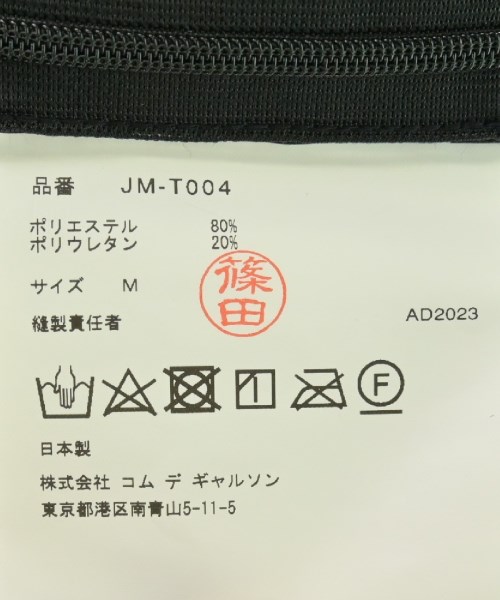 品番 JM-T004
ポリエステル 80%
ポリウレタン 20%
サイズ M
篠田
縫製責任者
AD2023
1 F
日本製
株式会社 コム デ ギャルソン
東京都港区南青山5-11-5